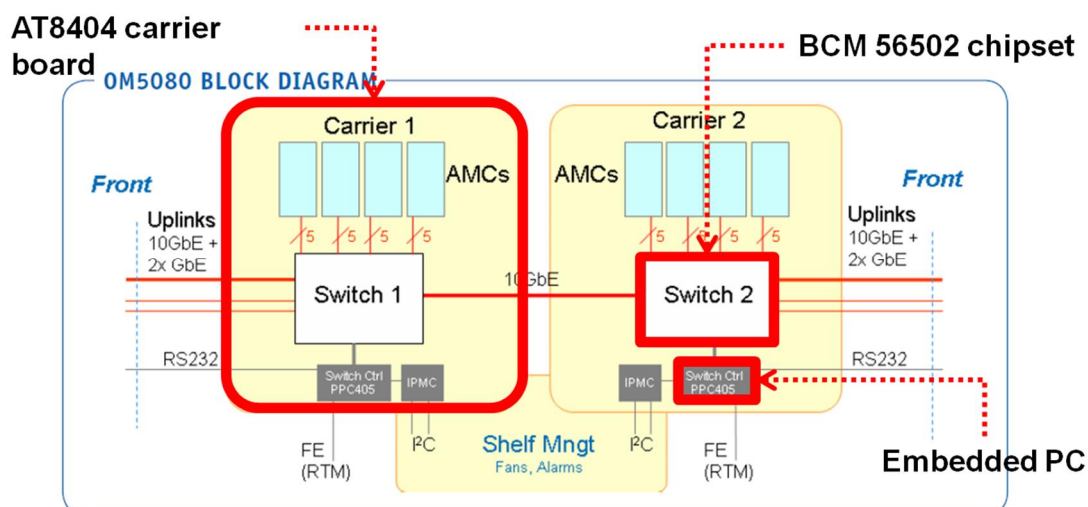 AT8404 carrier
board
BCM 56502 chipset
OM5080 BLOCK DIAGRAM
Carrier 1
Carrier 2
AMCs
AMCs
Front
Front
Uplinks
10GbE +
2x GbE
Uplinks
10GbE +
2x GbE
5
5
5
5
5
5
5
5
Switch 1
10GbE
Switch 2
RS232
RS232
Switch Ctrl
PPC405
IPMC
IPMC
Switch Ctrl
PPC405
FE
(RTM)
I²C
I²C
FE
(RTM)
Shelf Mngt
Fans, Alarms
Embedded PC